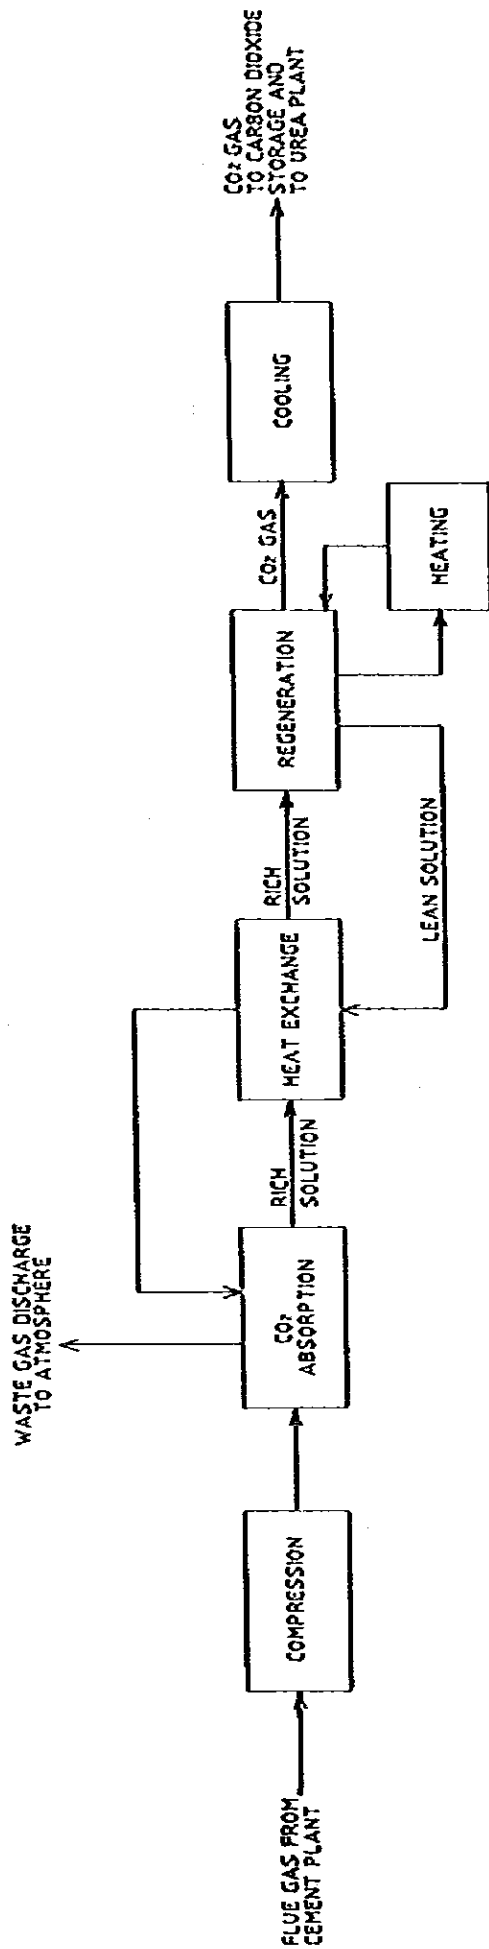 FLUE GAS FROM
CEMENT PLANT
COMPRESSION
WASTE GAS DISCHARGE
TO ATMOSPHERE
CO2
ABSORPTION
RICH
SOLUTION
HEAT EXCHANGE
RICH
SOLUTION
LEAN SOLUTION
REGENERATION
HEATING
CO2 GAS
COOLING
CO2 GAS
TO CARBON DIOXIDE
STORAGE AND
TO UREA PLANT